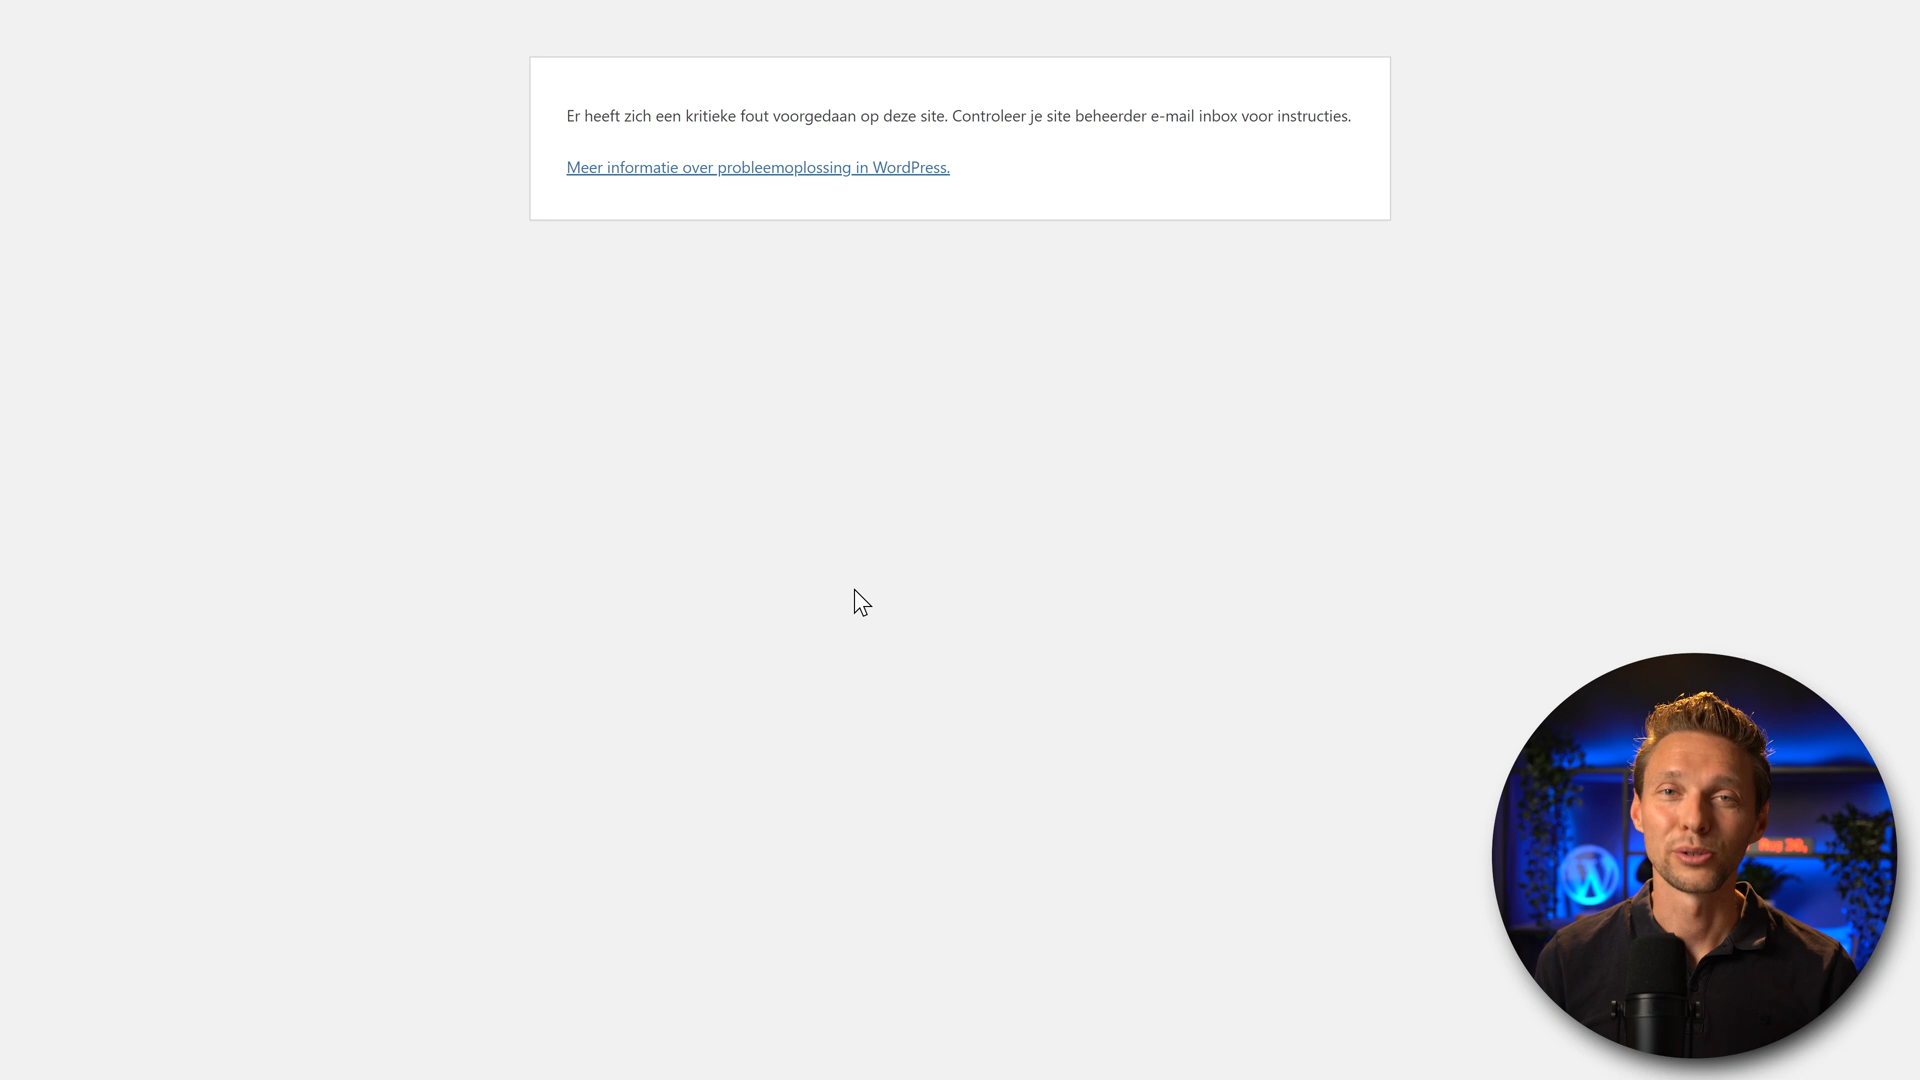 Er heeft zich een kritieke fout voorgedaan op deze site. Controleer je site beheerder e-mail inbox voor instructies.
Meer informatie over probleemoplossing in WordPress.